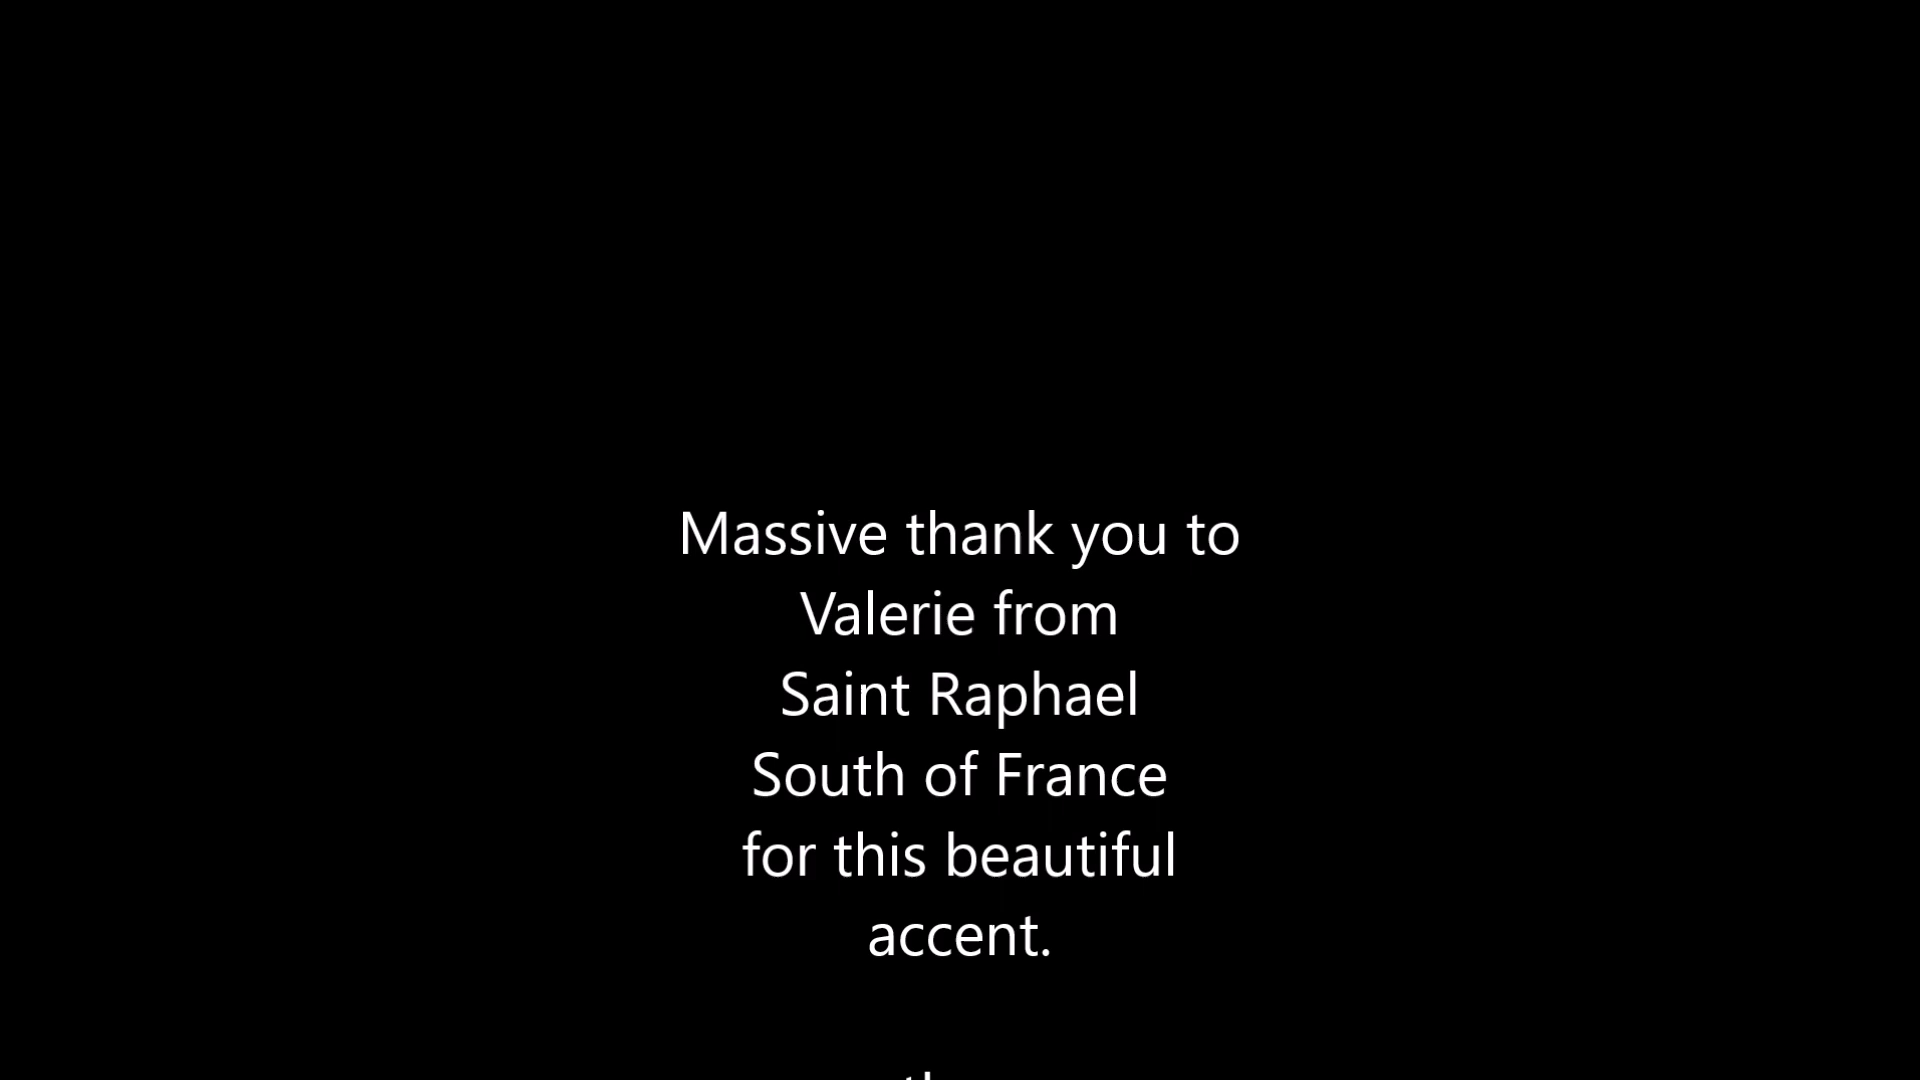 Massive thank you to
Valerie from
Saint Raphael
South of France
for this beautiful
accent.